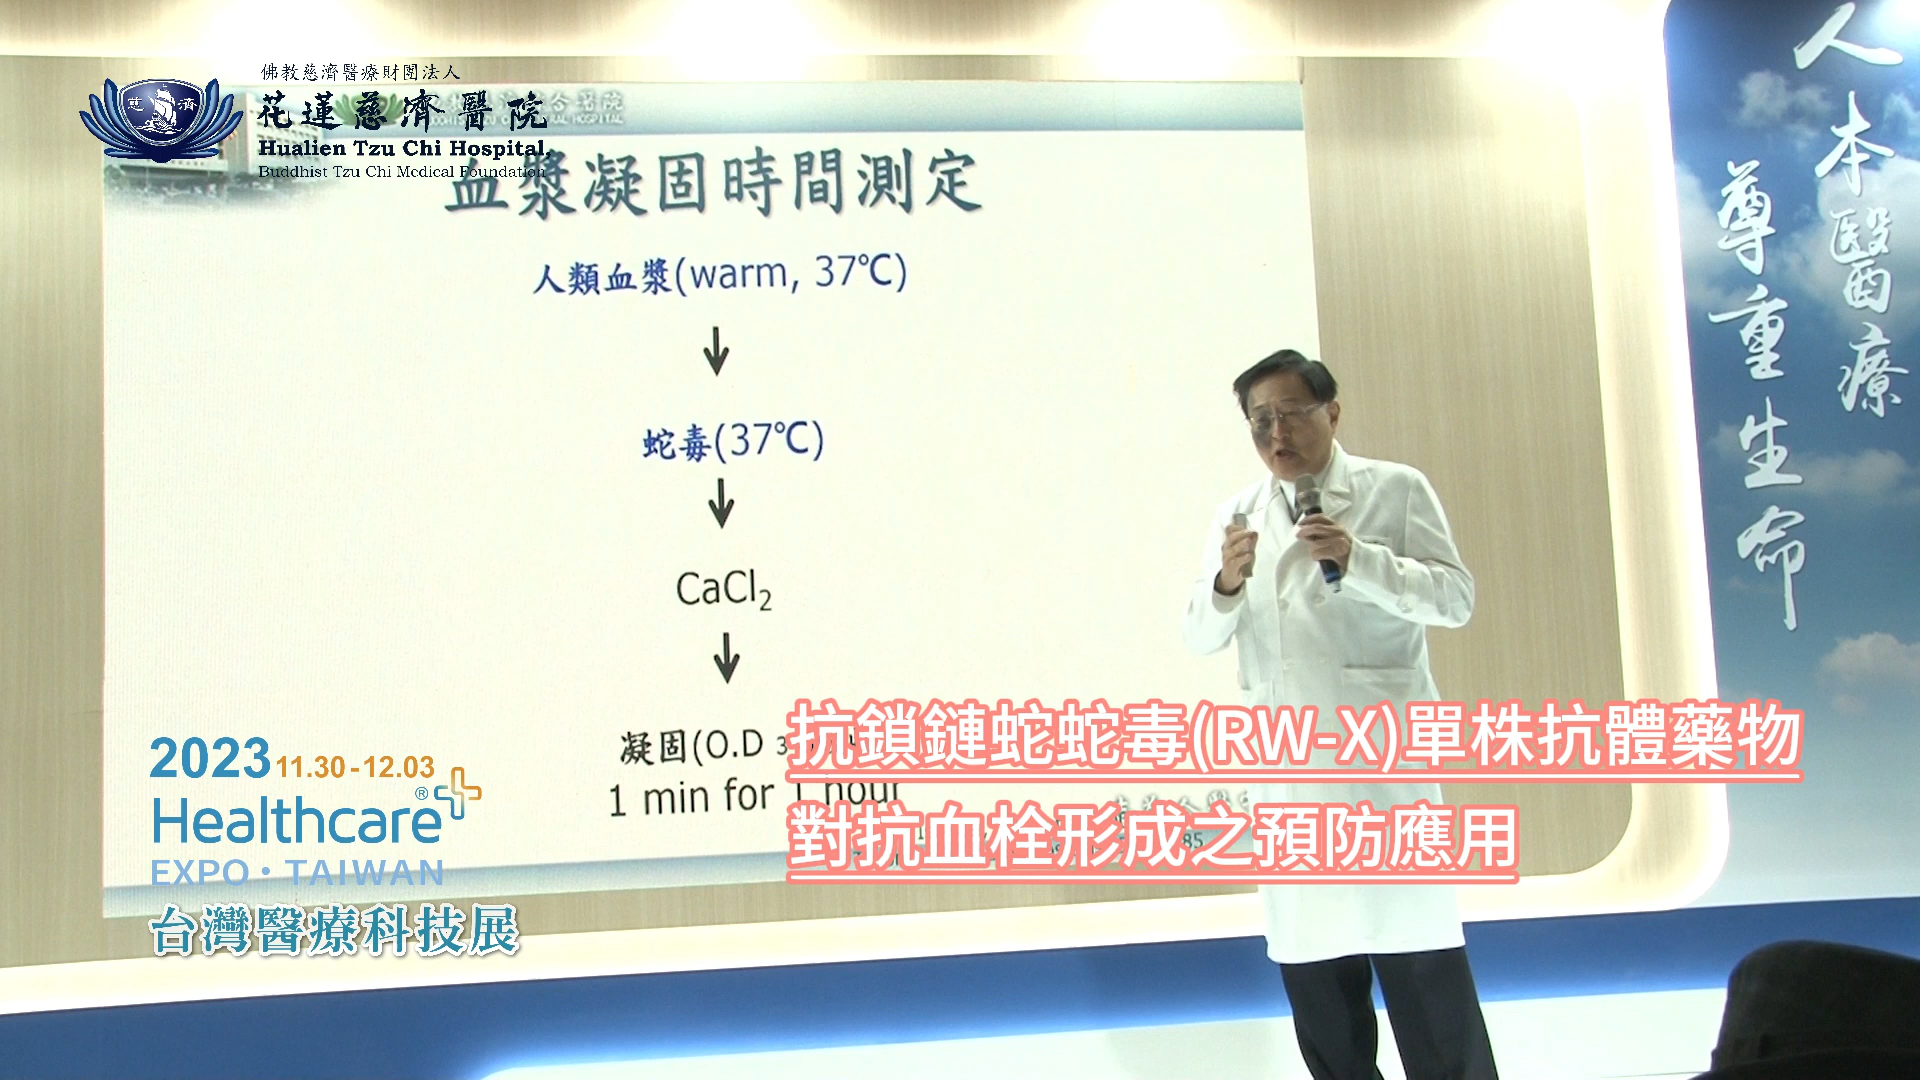 佛教慈濟醫療財團法人
花蓮慈濟醫院
Hualien Tzu Chi Hospital,
Buddhist Tzu Chi Medical Foundation
血漿凝固時間測定
人類血漿(warm, 37℃)
↓
蛇毒(37℃)
↓
CaCl₂
↓
凝固(O.D
1 min for 1 hour
抗鎖鏈蛇蛇毒(RW-X)單株抗體藥物
對抗血栓形成之預防應用
2023 11.30-12.03
Healthcare®
EXPO・TAIWAN
台灣醫療科技展
人本醫療
尊重生命